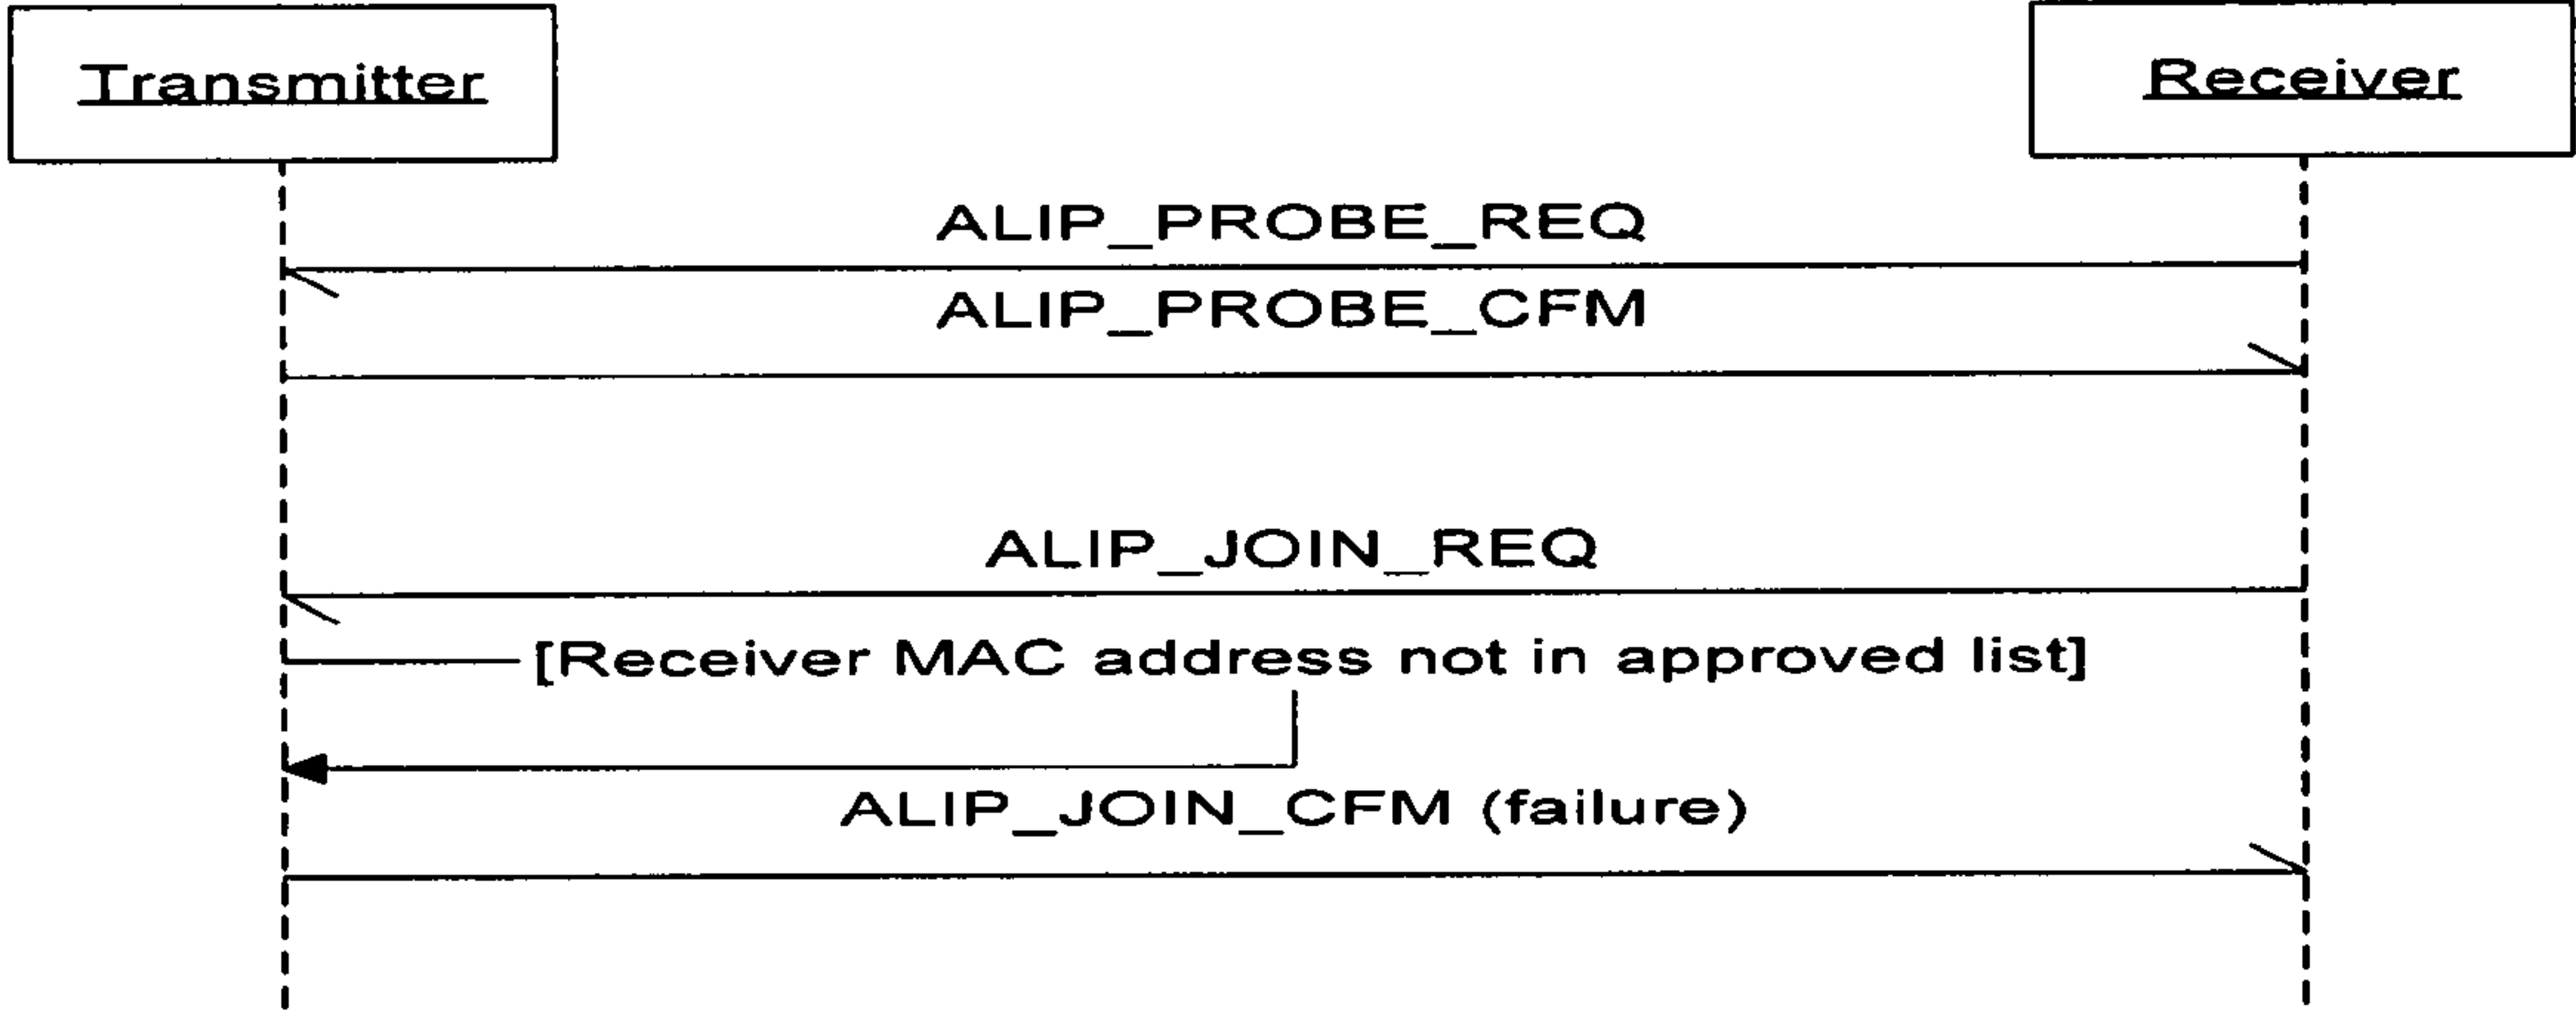 Transmitter
Receiver
ALIP_PROBE_REQ
ALIP_PROBE_CFM
ALIP_JOIN_REQ
[Receiver MAC address not in approved list]
ALIP_JOIN_CFM (failure)